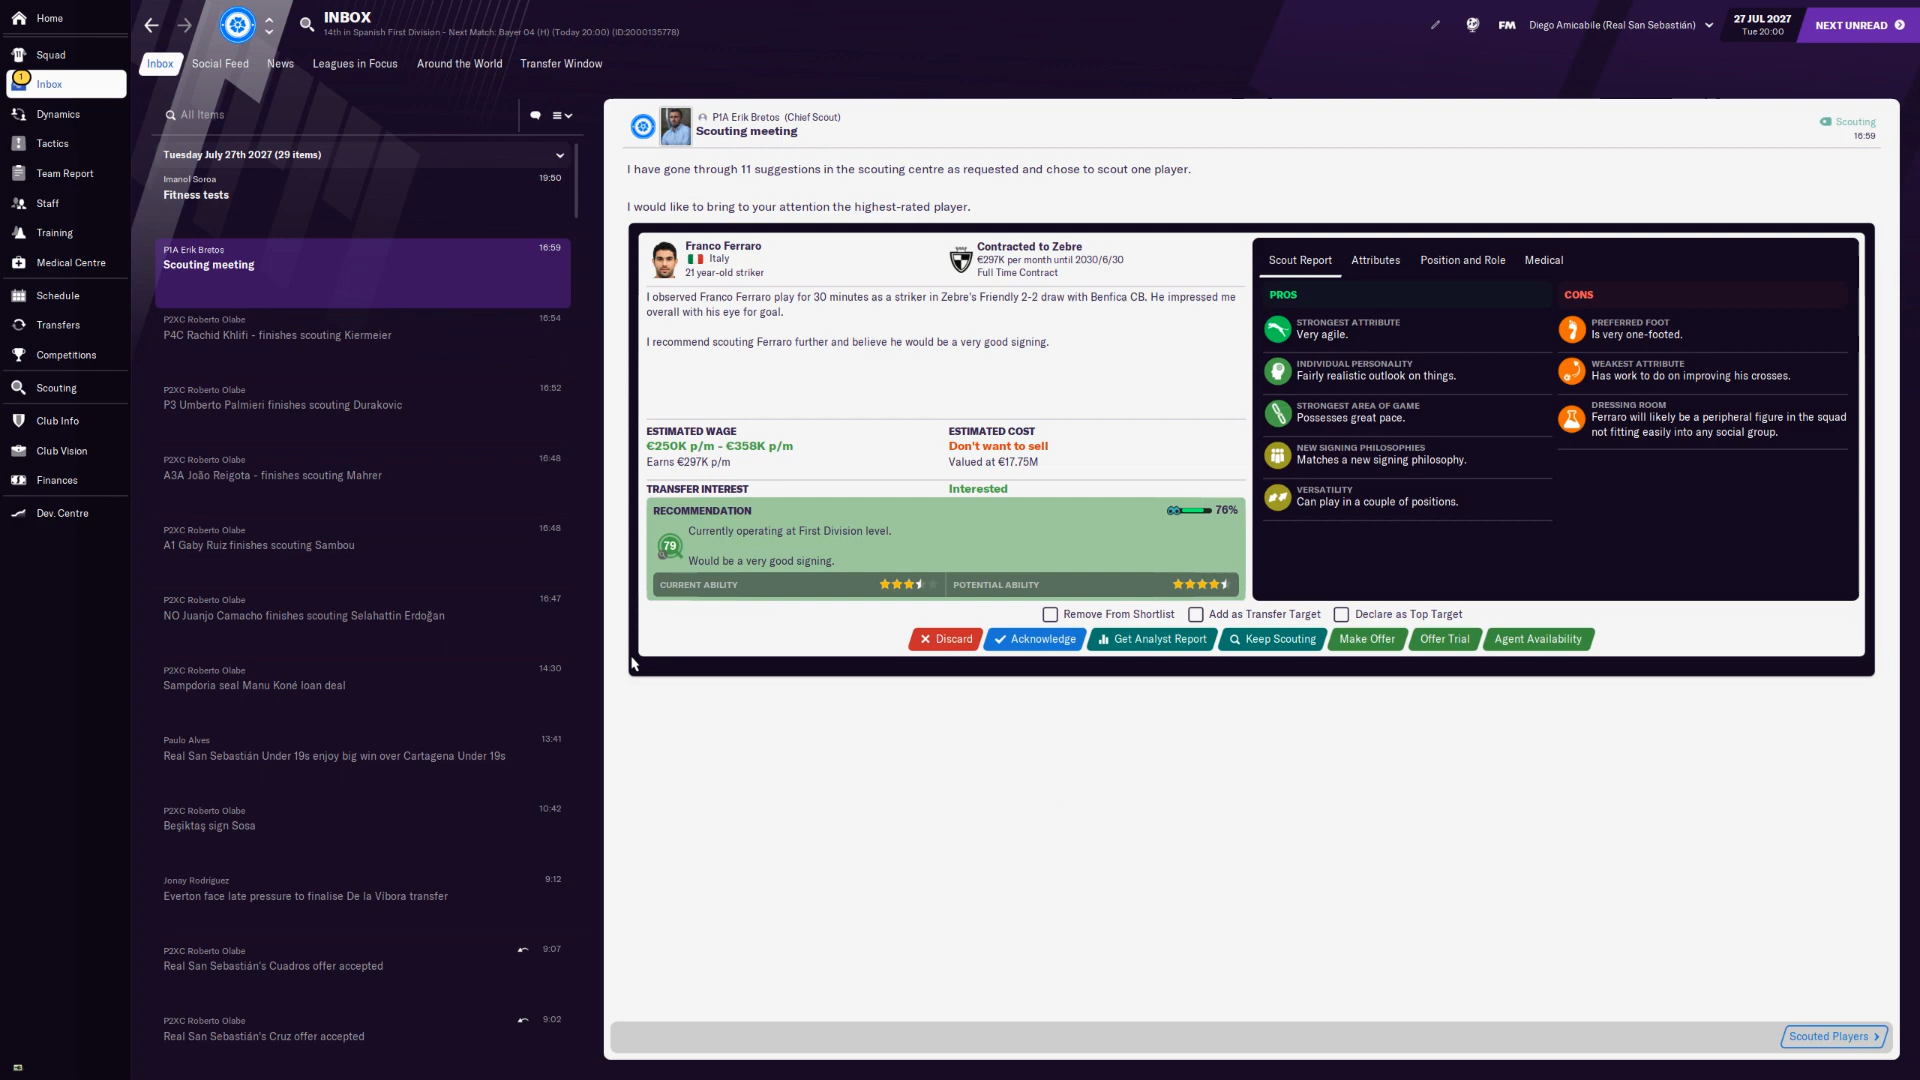 Home
Squad
1
Inbox
Dynamics
Tactics
Team Report
Staff
Training
Medical Centre
Schedule
Transfers
Competitions
Scouting
Club Info
Club Vision
Finances
Dev. Centre
INBOX
14th in Spanish First Division - Next Match: Bayer 04 (H) (Today 20:00) (ID:2000135778)
FM
Diego Amicabile (Real San Sebastián)
27 JUL 2027
Tue 20:00
NEXT UNREAD
Inbox
Social Feed
News
Leagues in Focus
Around the World
Transfer Window
All Items
Tuesday July 27th 2027 (29 items)
Imanol Soroa 19:50
Fitness tests
P1A Erik Bretos 16:59
Scouting meeting
P2XC Roberto Olabe 16:54
P4C Rachid Khlifi - finishes scouting Kiermeier
P2XC Roberto Olabe 16:52
P3 Umberto Palmieri finishes scouting Durakovic
P2XC Roberto Olabe 16:48
A3A João Reigota - finishes scouting Mahrer
P2XC Roberto Olabe 16:48
A1 Gaby Ruiz finishes scouting Sambou
P2XC Roberto Olabe 16:47
NO Juanjo Camacho finishes scouting Selahattin Erdoğan
P2XC Roberto Olabe 14:30
Sampdoria seal Manu Koné loan deal
Paulo Alves 13:41
Real San Sebastián Under 19s enjoy big win over Cartagena Under 19s
P2XC Roberto Olabe 10:42
Beşiktaş sign Sosa
Jonay Rodríguez 9:12
Everton face late pressure to finalise De la Víbora transfer
P2XC Roberto Olabe 9:07
Real San Sebastián's Cuadros offer accepted
P2XC Roberto Olabe 9:02
Real San Sebastián's Cruz offer accepted
P1A Erik Bretos (Chief Scout)
Scouting meeting
Scouting
16:59
I have gone through 11 suggestions in the scouting centre as requested and chose to scout one player.
I would like to bring to your attention the highest-rated player.
Franco Ferraro
Italy
21 year-old striker
Contracted to Zebre
€297K per month until 2030/6/30
Full Time Contract
I observed Franco Ferraro play for 30 minutes as a striker in Zebre's Friendly 2-2 draw with Benfica CB. He impressed me
overall with his eye for goal.
I recommend scouting Ferraro further and believe he would be a very good signing.
ESTIMATED WAGE
€250K p/m - €358K p/m
Earns €297K p/m
ESTIMATED COST
Don't want to sell
Valued at €17.75M
TRANSFER INTEREST
Interested
RECOMMENDATION
76%
79
Currently operating at First Division level.
Would be a very good signing.
CURRENT ABILITY
POTENTIAL ABILITY
Scout Report
Attributes
Position and Role
Medical
PROS
STRONGEST ATTRIBUTE
Very agile.
INDIVIDUAL PERSONALITY
Fairly realistic outlook on things.
STRONGEST AREA OF GAME
Possesses great pace.
NEW SIGNING PHILOSOPHIES
Matches a new signing philosophy.
VERSATILITY
Can play in a couple of positions.
CONS
PREFERRED FOOT
Is very one-footed.
WEAKEST ATTRIBUTE
Has work to do on improving his crosses.
DRESSING ROOM
Ferraro will likely be a peripheral figure in the squad
not fitting easily into any social group.
Remove From Shortlist
Add as Transfer Target
Declare as Top Target
Discard
Acknowledge
Get Analyst Report
Keep Scouting
Make Offer
Offer Trial
Agent Availability
Scouted Players